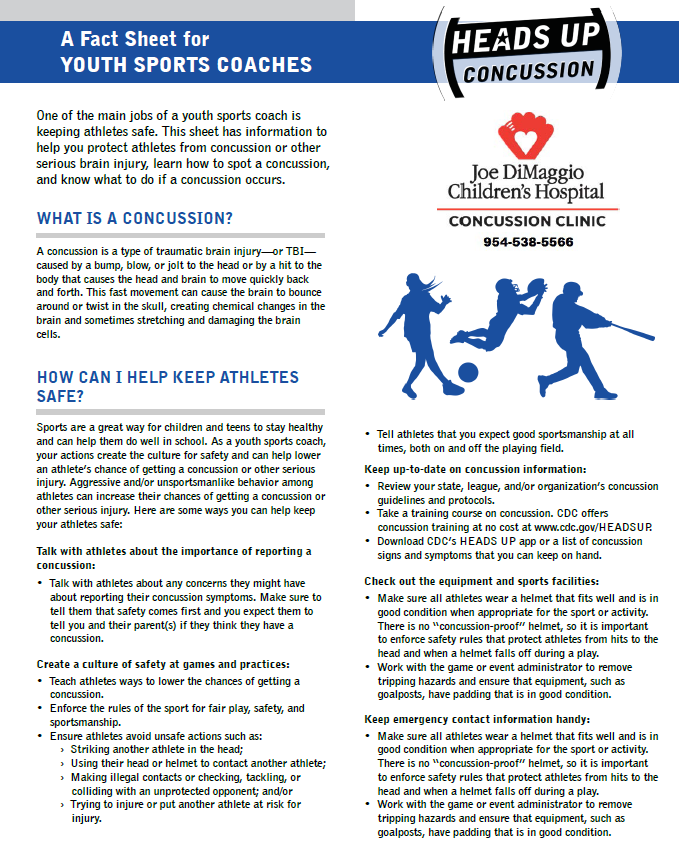 A Fact Sheet for
YOUTH SPORTS COACHES
HEADS UP
CONCUSSION
One of the main jobs of a youth sports coach is
keeping athletes safe. This sheet has information to
help you protect athletes from concussion or other
serious brain injury, learn how to spot a concussion,
and know what to do if a concussion occurs.
WHAT IS A CONCUSSION?
A concussion is a type of traumatic brain injury—or TBI—
caused by a bump, blow, or jolt to the head or by a hit to the
body that causes the head and brain to move quickly back
and forth. This fast movement can cause the brain to bounce
around or twist in the skull, creating chemical changes in the
brain and sometimes stretching and damaging the brain
cells.
HOW CAN I HELP KEEP ATHLETES
SAFE?
Sports are a great way for children and teens to stay healthy
and can help them do well in school. As a youth sports coach,
your actions create the culture for safety and can help lower
an athlete's chance of getting a concussion or other serious
injury. Aggressive and/or unsportsmanlike behavior among
athletes can increase their chances of getting a concussion or
other serious injury. Here are some ways you can help keep
your athletes safe:
Talk with athletes about the importance of reporting a
concussion:
• Talk with athletes about any concerns they might have
about reporting their concussion symptoms. Make sure to
tell them that safety comes first and you expect them to
tell you and their parent(s) if they think they have a
concussion.
Create a culture of safety at games and practices:
• Teach athletes ways to lower the chances of getting a
concussion.
• Enforce the rules of the sport for fair play, safety, and
sportsmanship.
• Ensure athletes avoid unsafe actions such as:
› Striking another athlete in the head;
› Using their head or helmet to contact another athlete;
› Making illegal contacts or checking, tackling, or
colliding with an unprotected opponent; and/or
› Trying to injure or put another athlete at risk for
injury.
Joe DiMaggio
Children's Hospital
CONCUSSION CLINIC
954-538-5566
• Tell athletes that you expect good sportsmanship at all
times, both on and off the playing field.
Keep up-to-date on concussion information:
• Review your state, league, and/or organization's concussion
guidelines and protocols.
• Take a training course on concussion. CDC offers
concussion training at no cost at www.cdc.gov/HEADSUP.
• Download CDC's HEADS UP app or a list of concussion
signs and symptoms that you can keep on hand.
Check out the equipment and sports facilities:
• Make sure all athletes wear a helmet that fits well and is in
good condition when appropriate for the sport or activity.
There is no "concussion-proof" helmet, so it is important
to enforce safety rules that protect athletes from hits to the
head and when a helmet falls off during a play.
• Work with the game or event administrator to remove
tripping hazards and ensure that equipment, such as
goalposts, have padding that is in good condition.
Keep emergency contact information handy:
• Make sure all athletes wear a helmet that fits well and is in
good condition when appropriate for the sport or activity.
There is no "concussion-proof" helmet, so it is important
to enforce safety rules that protect athletes from hits to the
head and when a helmet falls off during a play.
• Work with the game or event administrator to remove
tripping hazards and ensure that equipment, such as
goalposts, have padding that is in good condition.